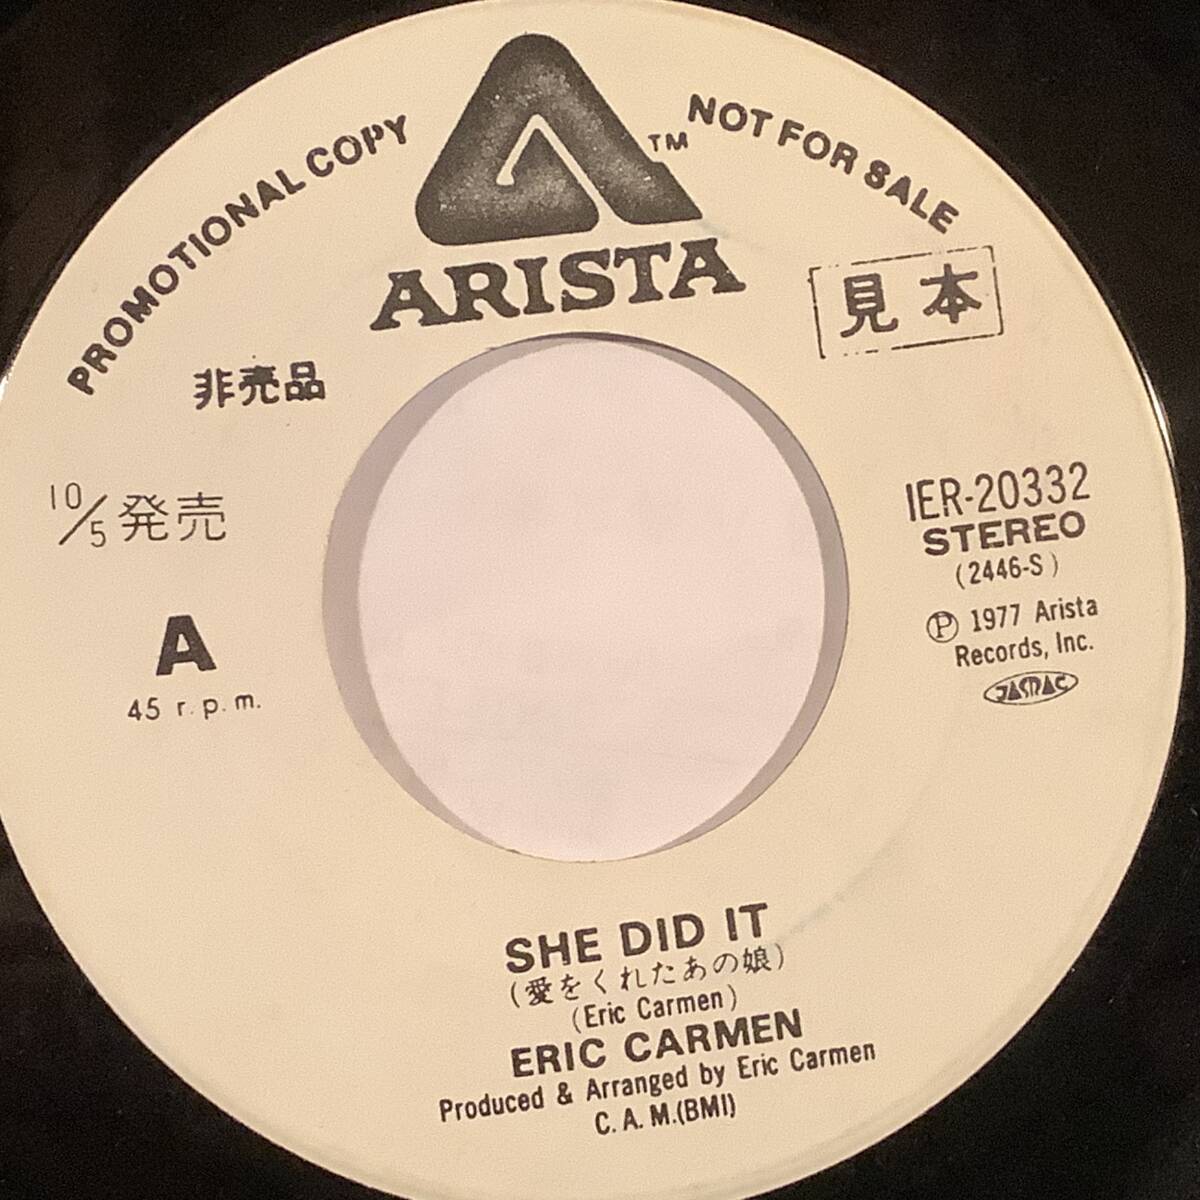 PROMOTIONAL COPY
NOT FOR SALE
TM
ARISTA
見本
非売品
10/5発売
A
45 r.p.m.
IER-20332
STEREO
(2446-S)
Ⓟ 1977 Arista
Records, Inc.
JASRAC
SHE DID IT
(愛をくれたあの娘)
(Eric Carmen)
ERIC CARMEN
Produced & Arranged by Eric Carmen
C.A.M.(BMI)